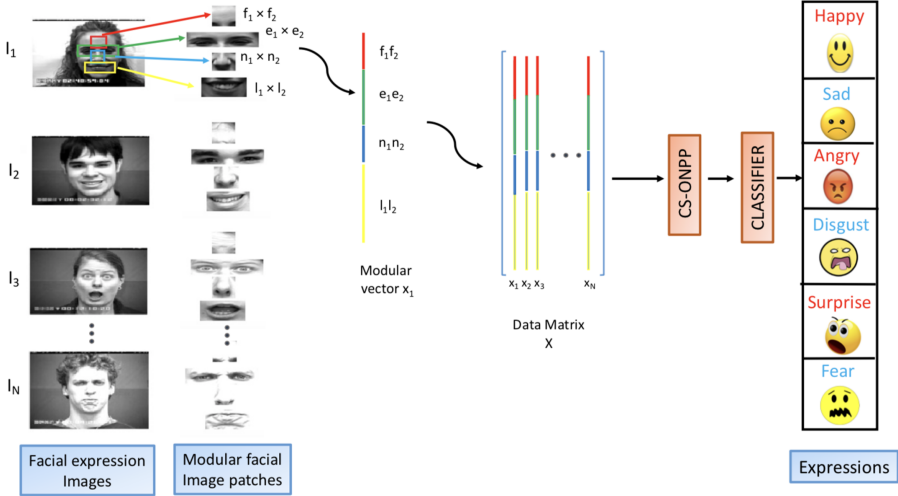 I1
f1 × f2
e1 × e2
n1 × n2
l1 × l2
I2
I3
IN
f1f2
e1e2
n1n2
l1l2
Modular
vector x1
x1 x2 x3 xN
Data Matrix
X
CS-ONPP
CLASSIFIER
Happy
Sad
Angry
Disgust
Surprise
Fear
Facial expression
Images
Modular facial
Image patches
Expressions